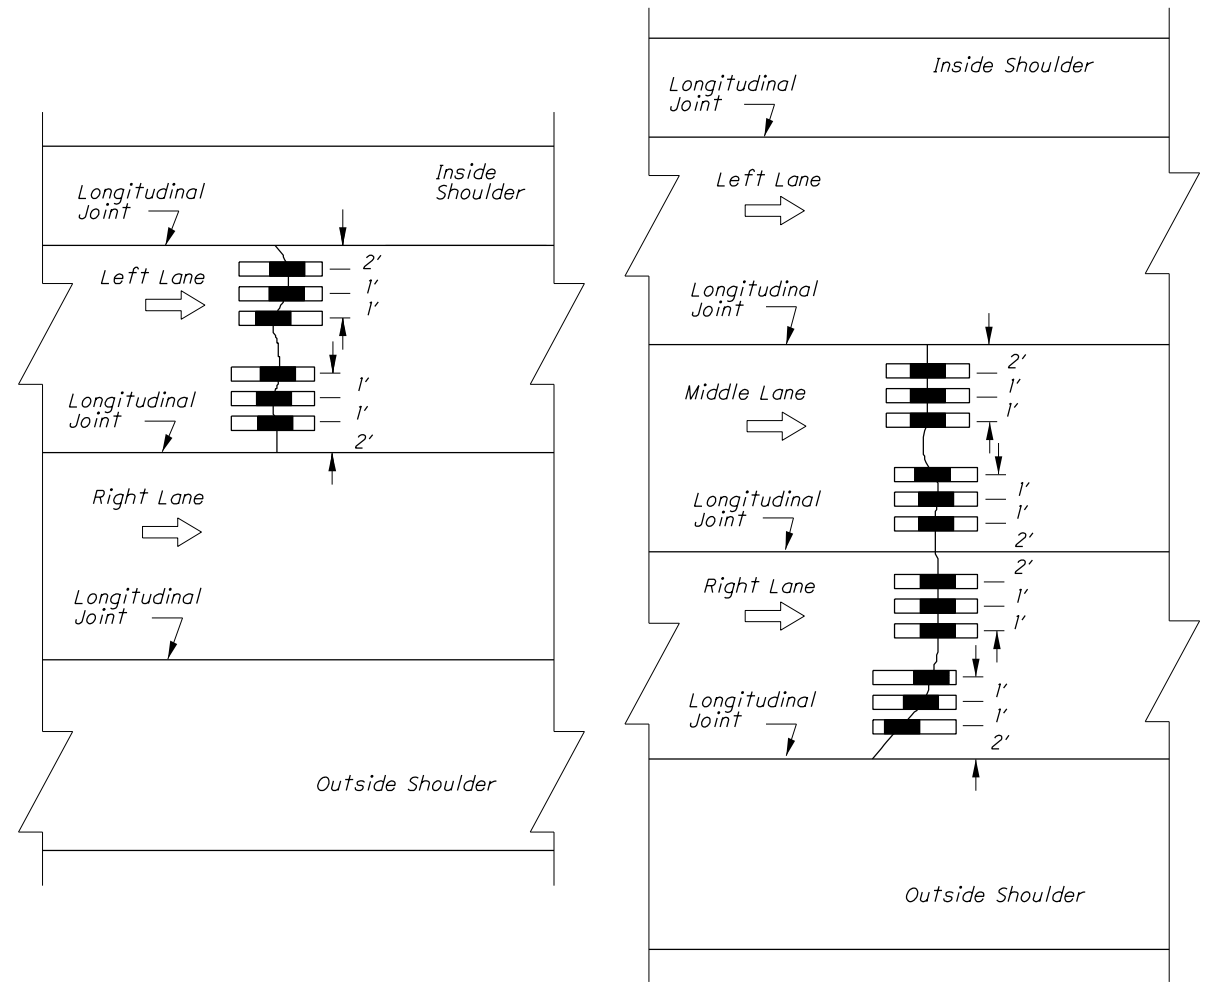 Inside
Shoulder
Longitudinal
Joint
Left Lane
2'
1'
1'
1'
1'
2'
Longitudinal
Joint
Right Lane
Longitudinal
Joint
Outside Shoulder
Inside Shoulder
Longitudinal
Joint
Left Lane
Longitudinal
Joint
2'
1'
1'
Middle Lane
1'
1'
2'
Longitudinal
Joint
2'
1'
1'
Right Lane
1'
1'
2'
Longitudinal
Joint
Outside Shoulder